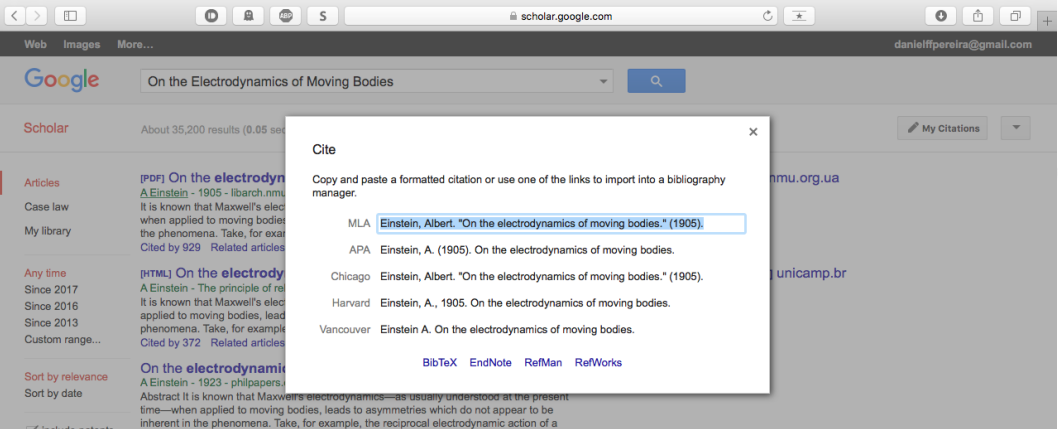 ABP
S
scholar.google.com
Web Images More…
danielffpereira@gmail.com
Google
On the Electrodynamics of Moving Bodies
Scholar
About 35,200 results (0.05 sec
My Citations
Cite
Copy and paste a formatted citation or use one of the links to import into a bibliography
manager.
MLA Einstein, Albert. "On the electrodynamics of moving bodies." (1905).
APA Einstein, A. (1905). On the electrodynamics of moving bodies.
Chicago Einstein, Albert. "On the electrodynamics of moving bodies." (1905).
Harvard Einstein, A., 1905. On the electrodynamics of moving bodies.
Vancouver Einstein A. On the electrodynamics of moving bodies.
BibTeX EndNote RefMan RefWorks
Articles
Case law
My library
Any time
Since 2017
Since 2016
Since 2013
Custom range...
Sort by relevance
Sort by date
include patents
[PDF] On the electrodyn
nmu.org.ua
A Einstein - 1905 - libarch.nmu
It is known that Maxwell's elec
when applied to moving bodies
the phenomena. Take, for exar
Cited by 929 Related articles
[HTML] On the electrody
unicamp.br
A Einstein - The principle of rel
It is known that Maxwell's elec
applied to moving bodies, lead
phenomena. Take, for example
Cited by 372 Related articles
On the electrodynamic
A Einstein - 1923 - philpapers.
Abstract It is known that Maxwell's electrodynamics—as usually understood at the present
time—when applied to moving bodies, leads to asymmetries which do not appear to be
inherent in the phenomena. Take, for example, the reciprocal electrodynamic action of a